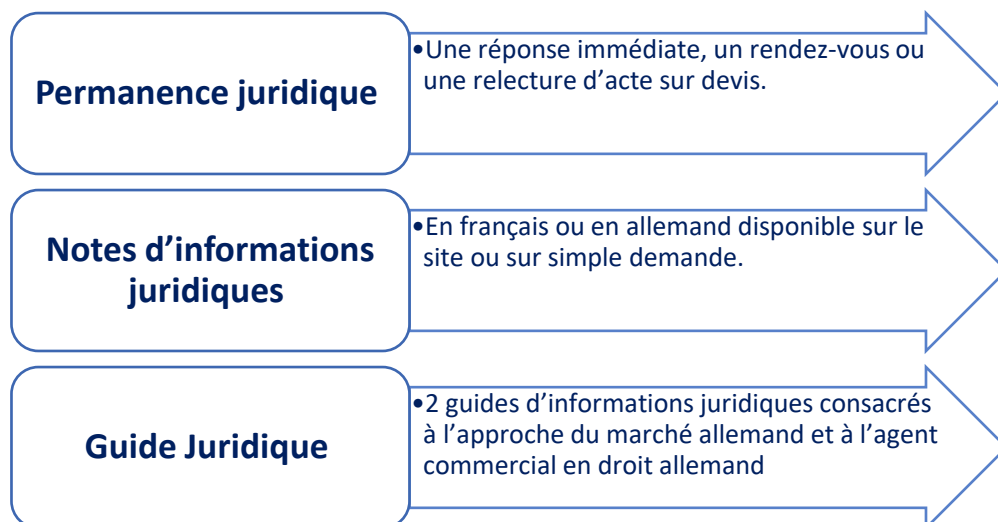 Permanence juridique
•Une réponse immédiate, un rendez-vous ou
une relecture d’acte sur devis.
Notes d’informations
juridiques
•En français ou en allemand disponible sur le
site ou sur simple demande.
Guide Juridique
•2 guides d’informations juridiques consacrés
à l’approche du marché allemand et à l’agent
commercial en droit allemand